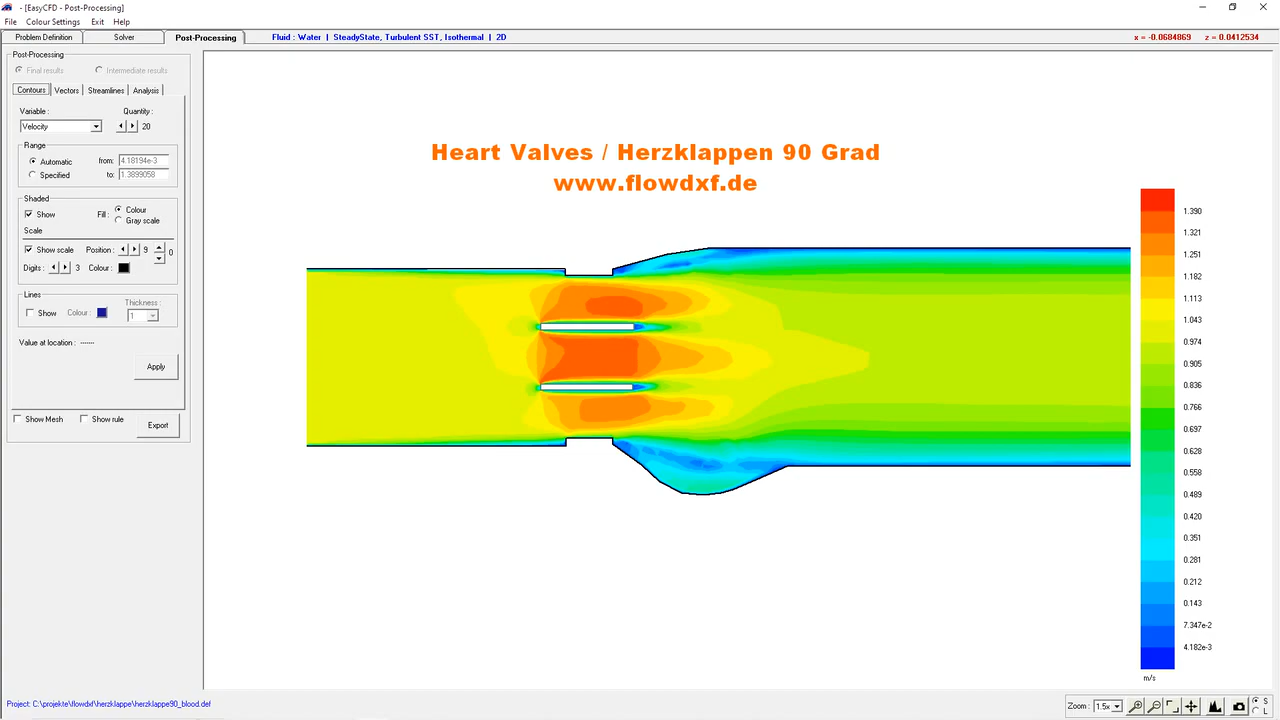 - [EasyCFD - Post-Processing]
File Colour Settings Exit Help
Problem Definition Solver Post-Processing Fluid : Water | SteadyState, Turbulent SST, Isothermal | 2D x = -0.0684869 z = 0.0412534
Post-Processing
Final results Intermediate results
Contours Vectors Streamlines Analysis
Variable : Quantity :
Velocity 20
Range
Automatic from: 4.18194e-3
Specified to: 1.3899058
Shaded
Show Fill : Colour
Gray scale
Scale
Show scale Position : 9 0
Digits : 3 Colour :
Lines
Show Colour : Thickness :
1
Value at location : ------
Apply
Show Mesh Show rule
Export
Heart Valves / Herzklappen 90 Grad
www.flowdxf.de
1.390
1.321
1.251
1.182
1.113
1.043
0.974
0.905
0.836
0.766
0.697
0.628
0.558
0.489
0.420
0.351
0.281
0.212
0.143
7.347e-2
4.182e-3
m/s
Project: C:\projekte\flowdxf\herzklappe\herzklappe90_blood.def
Zoom : 1.5x S
L